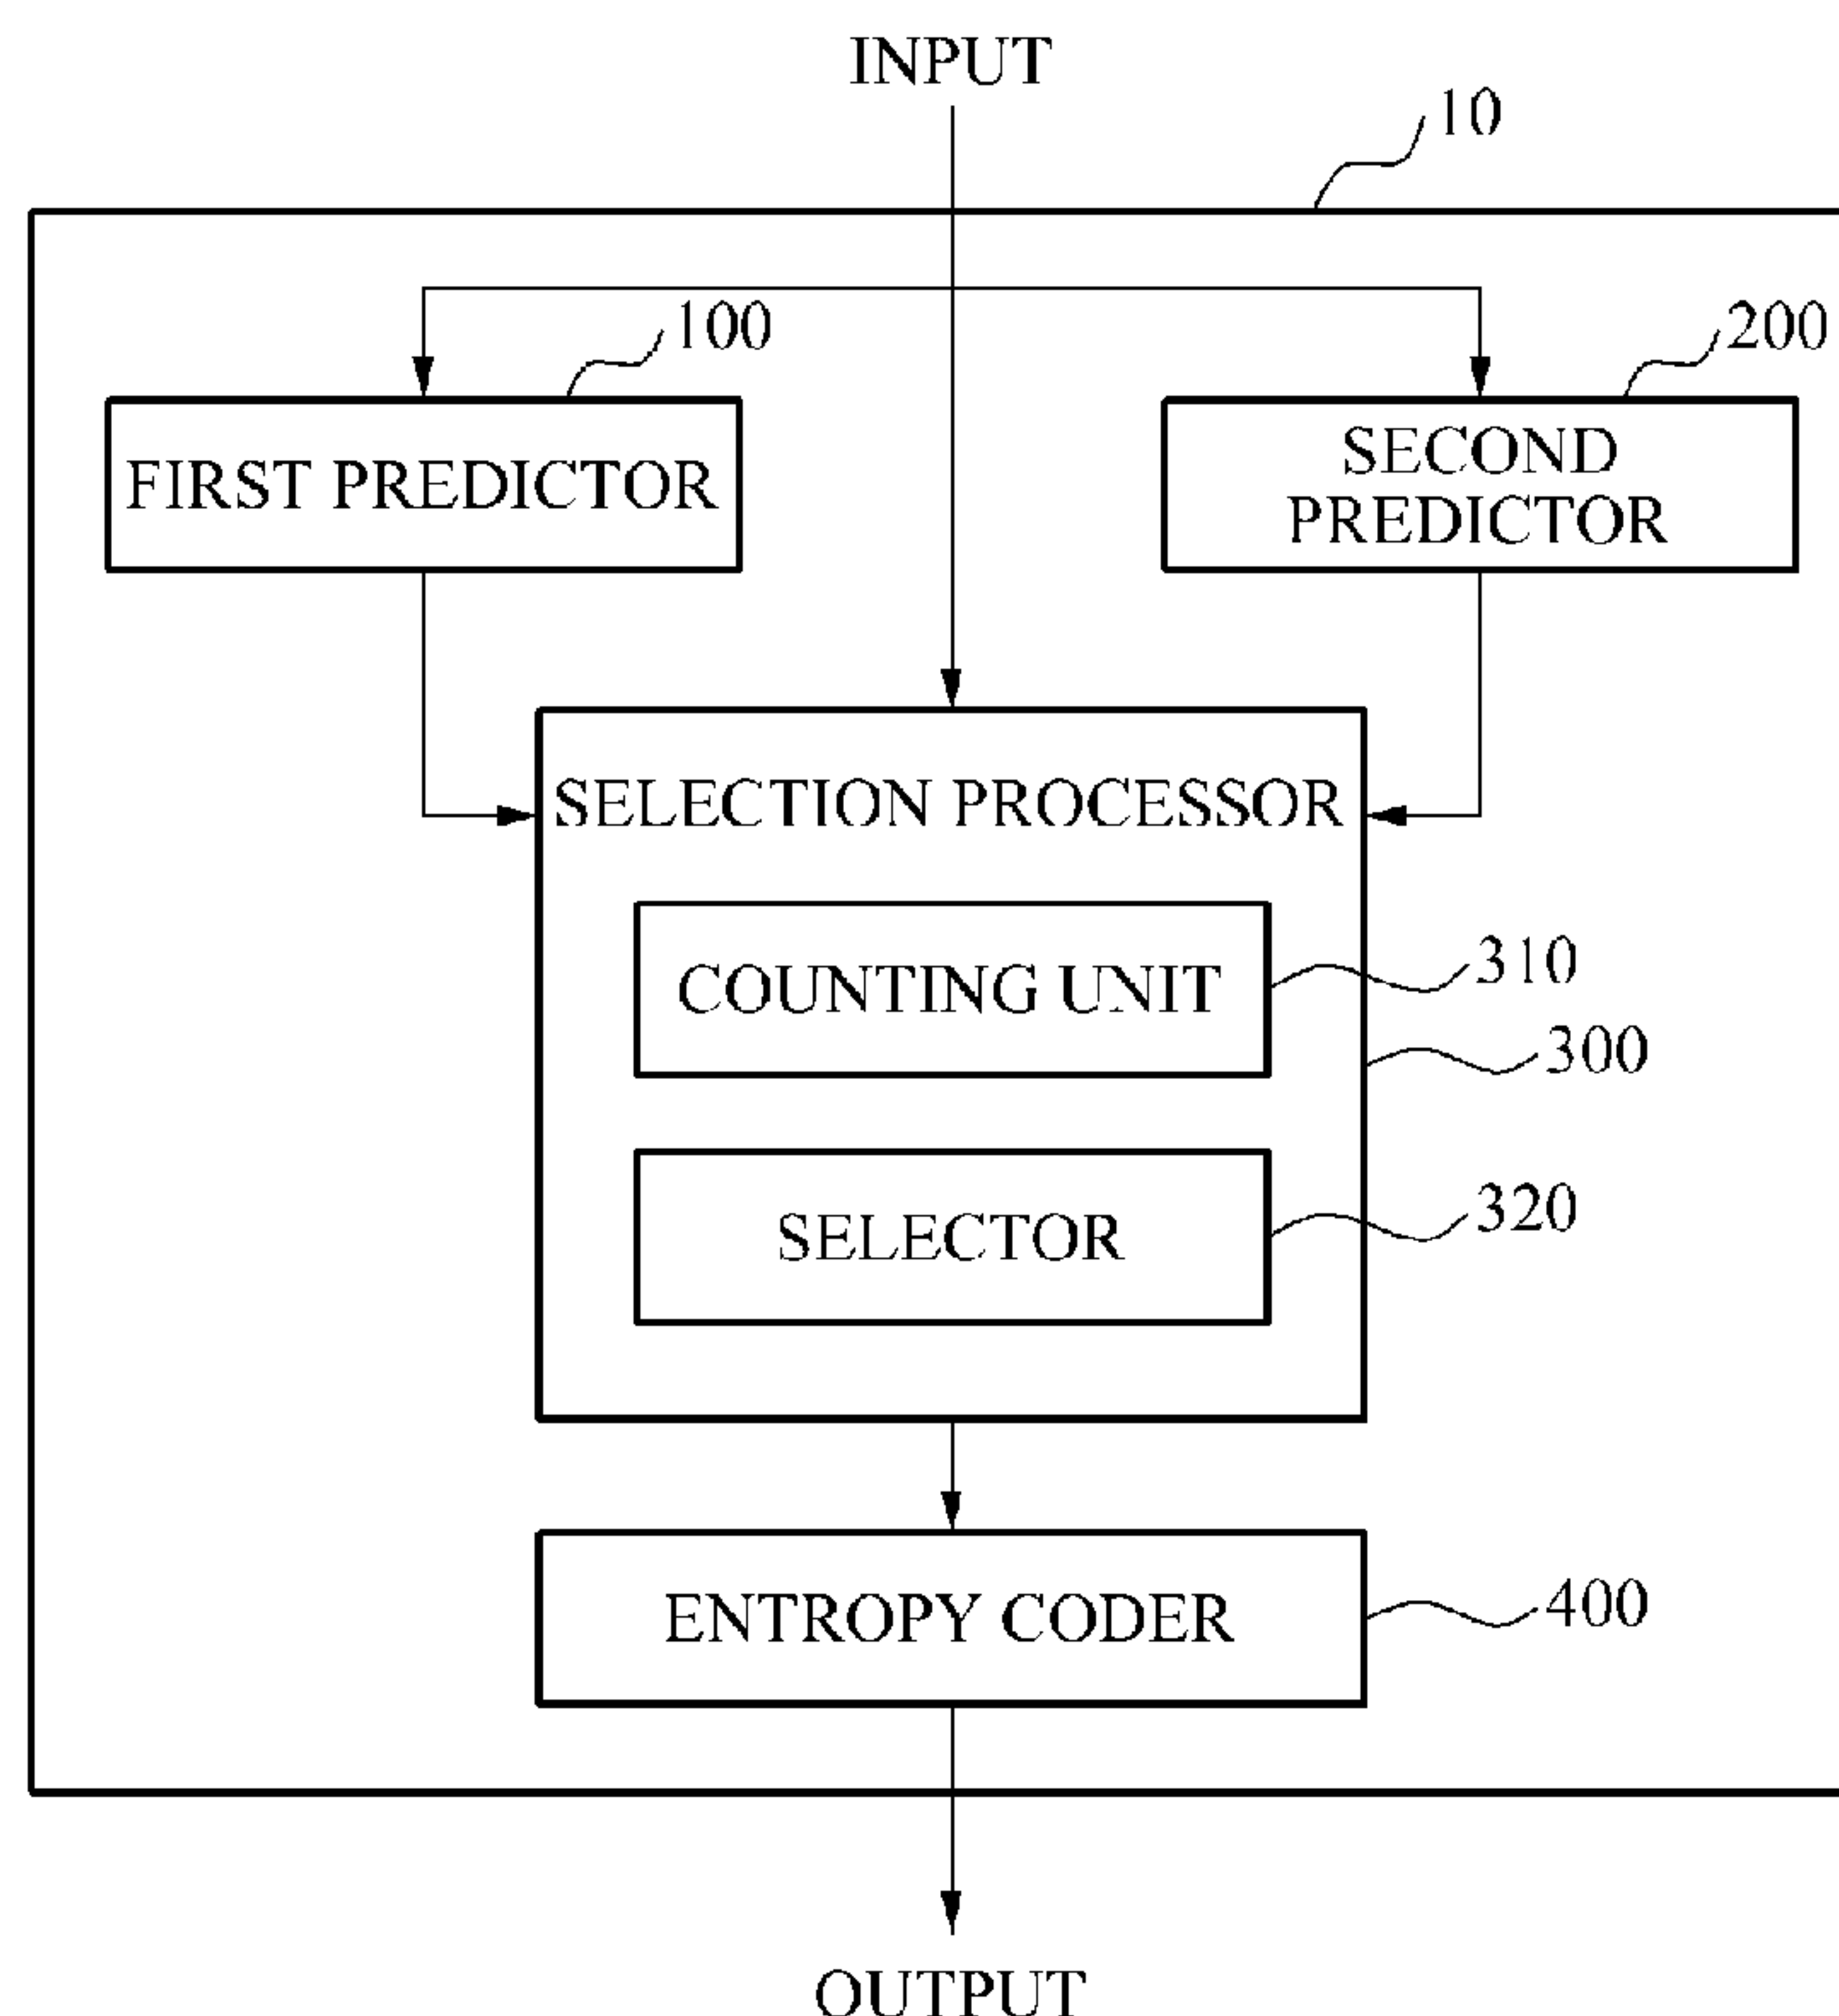 INPUT
10
100
200
FIRST PREDICTOR
SECOND
PREDICTOR
SELECTION PROCESSOR
COUNTING UNIT
310
300
SELECTOR
320
ENTROPY CODER
400
OUTPUT